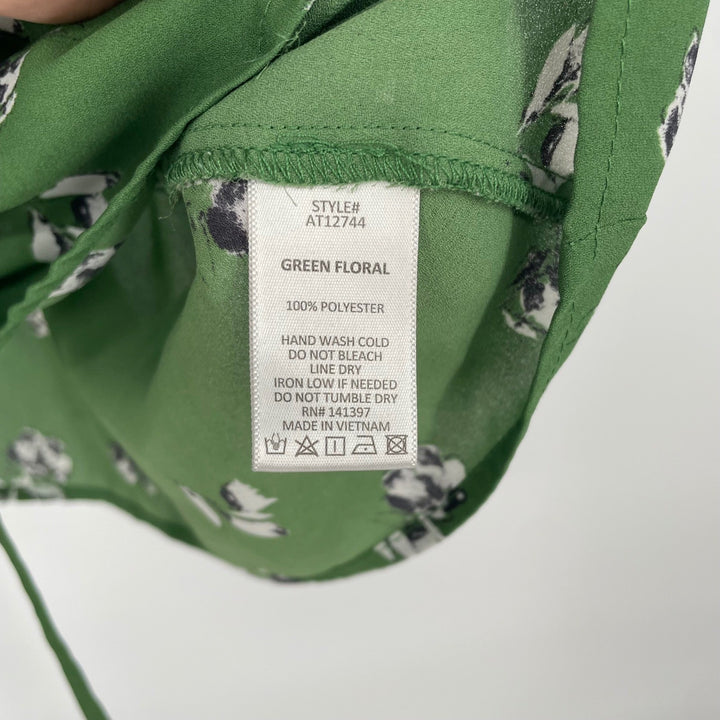 STYLE#
AT12744
GREEN FLORAL
100% POLYESTER
HAND WASH COLD
DO NOT BLEACH
LINE DRY
IRON LOW IF NEEDED
DO NOT TUMBLE DRY
RN# 141397
MADE IN VIETNAM